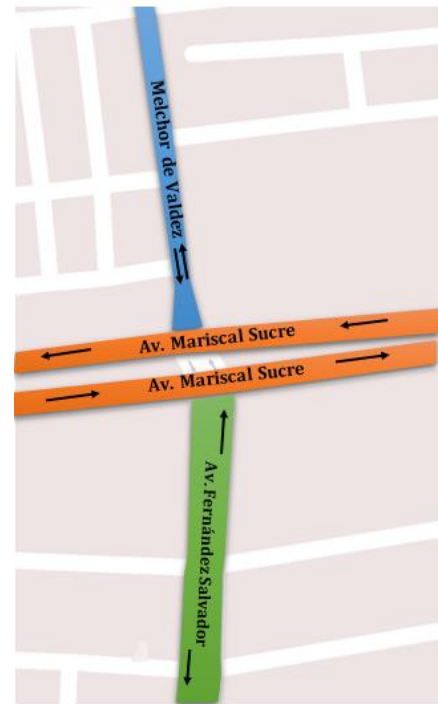 Melchor de Valdez
Av. Mariscal Sucre
Av. Mariscal Sucre
Av. Fernández Salvador